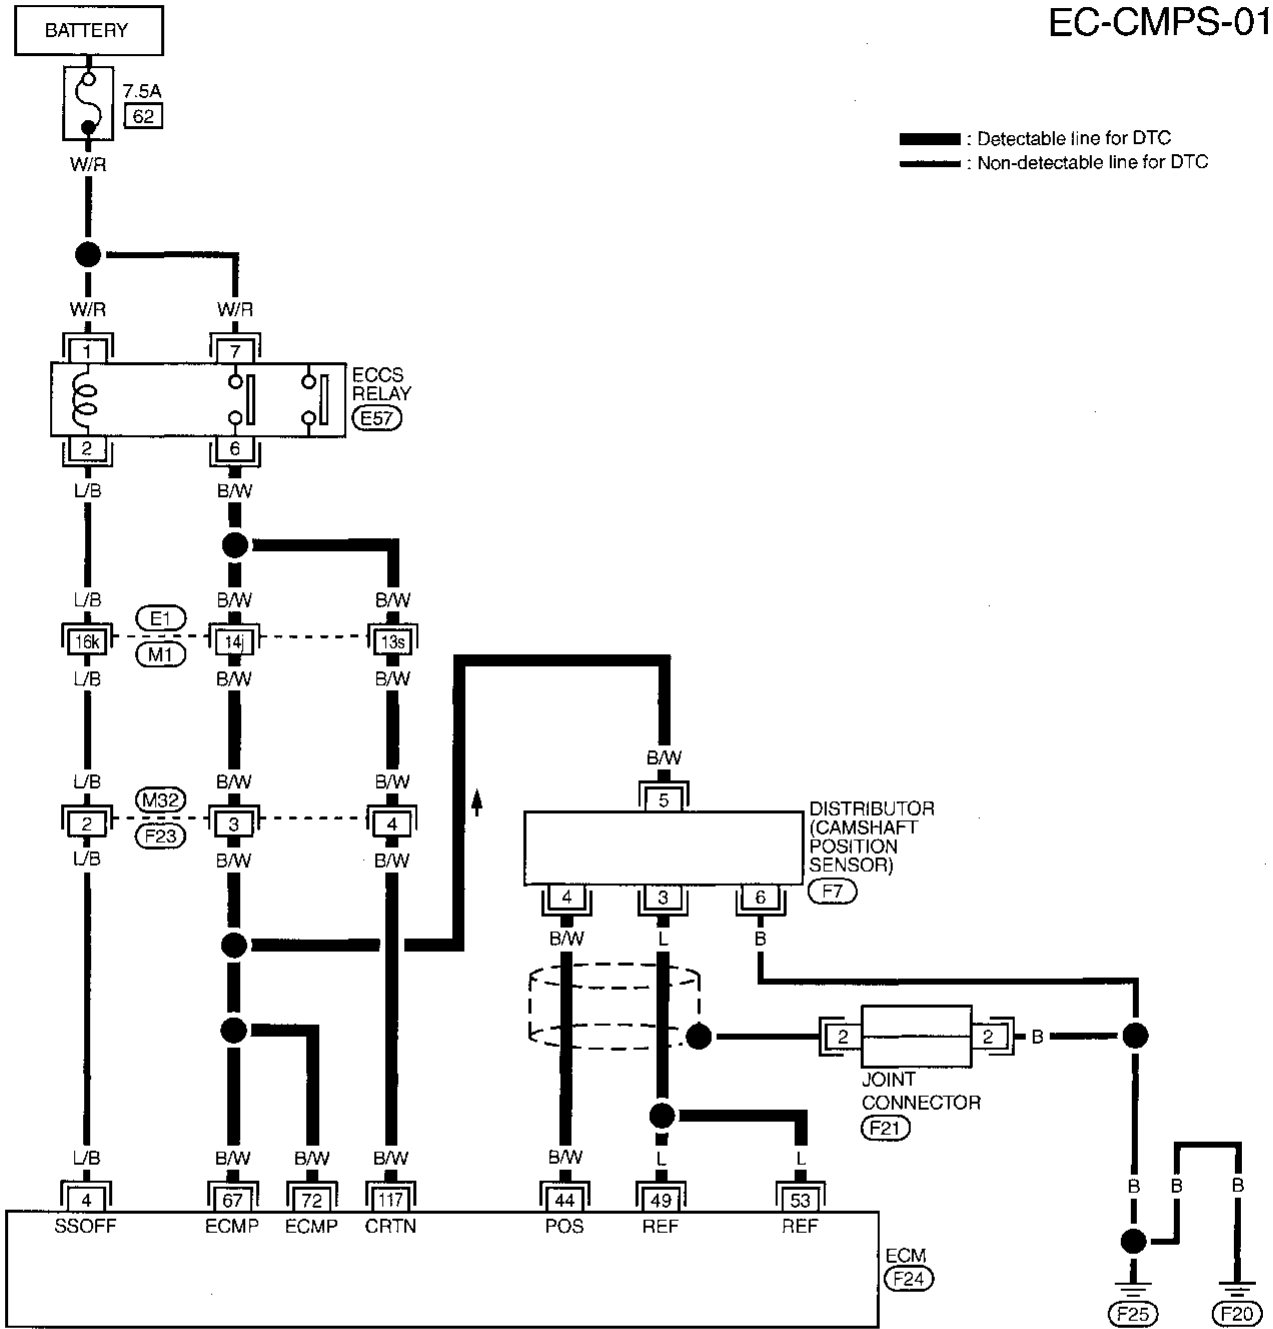 EC-CMPS-01
BATTERY
7.5A
62
: Detectable line for DTC
: Non-detectable line for DTC
W/R
W/R W/R
1 7
ECCS
RELAY
E57
2 6
L/B B/W
L/B B/W B/W
E1
16k 14j 13s
M1
L/B B/W B/W
B/W
L/B B/W B/W
M32
5
2 3 4
F23
DISTRIBUTOR
(CAMSHAFT
POSITION
SENSOR)
F7
L/B B/W B/W
4 3 6
B/W L B
2 2 B
JOINT
CONNECTOR
F21
L/B B/W B/W B/W B/W L L
B B B
4 67 72 117 44 49 53
SSOFF ECMP ECMP CRTN POS REF REF
ECM
F24
F25 F20